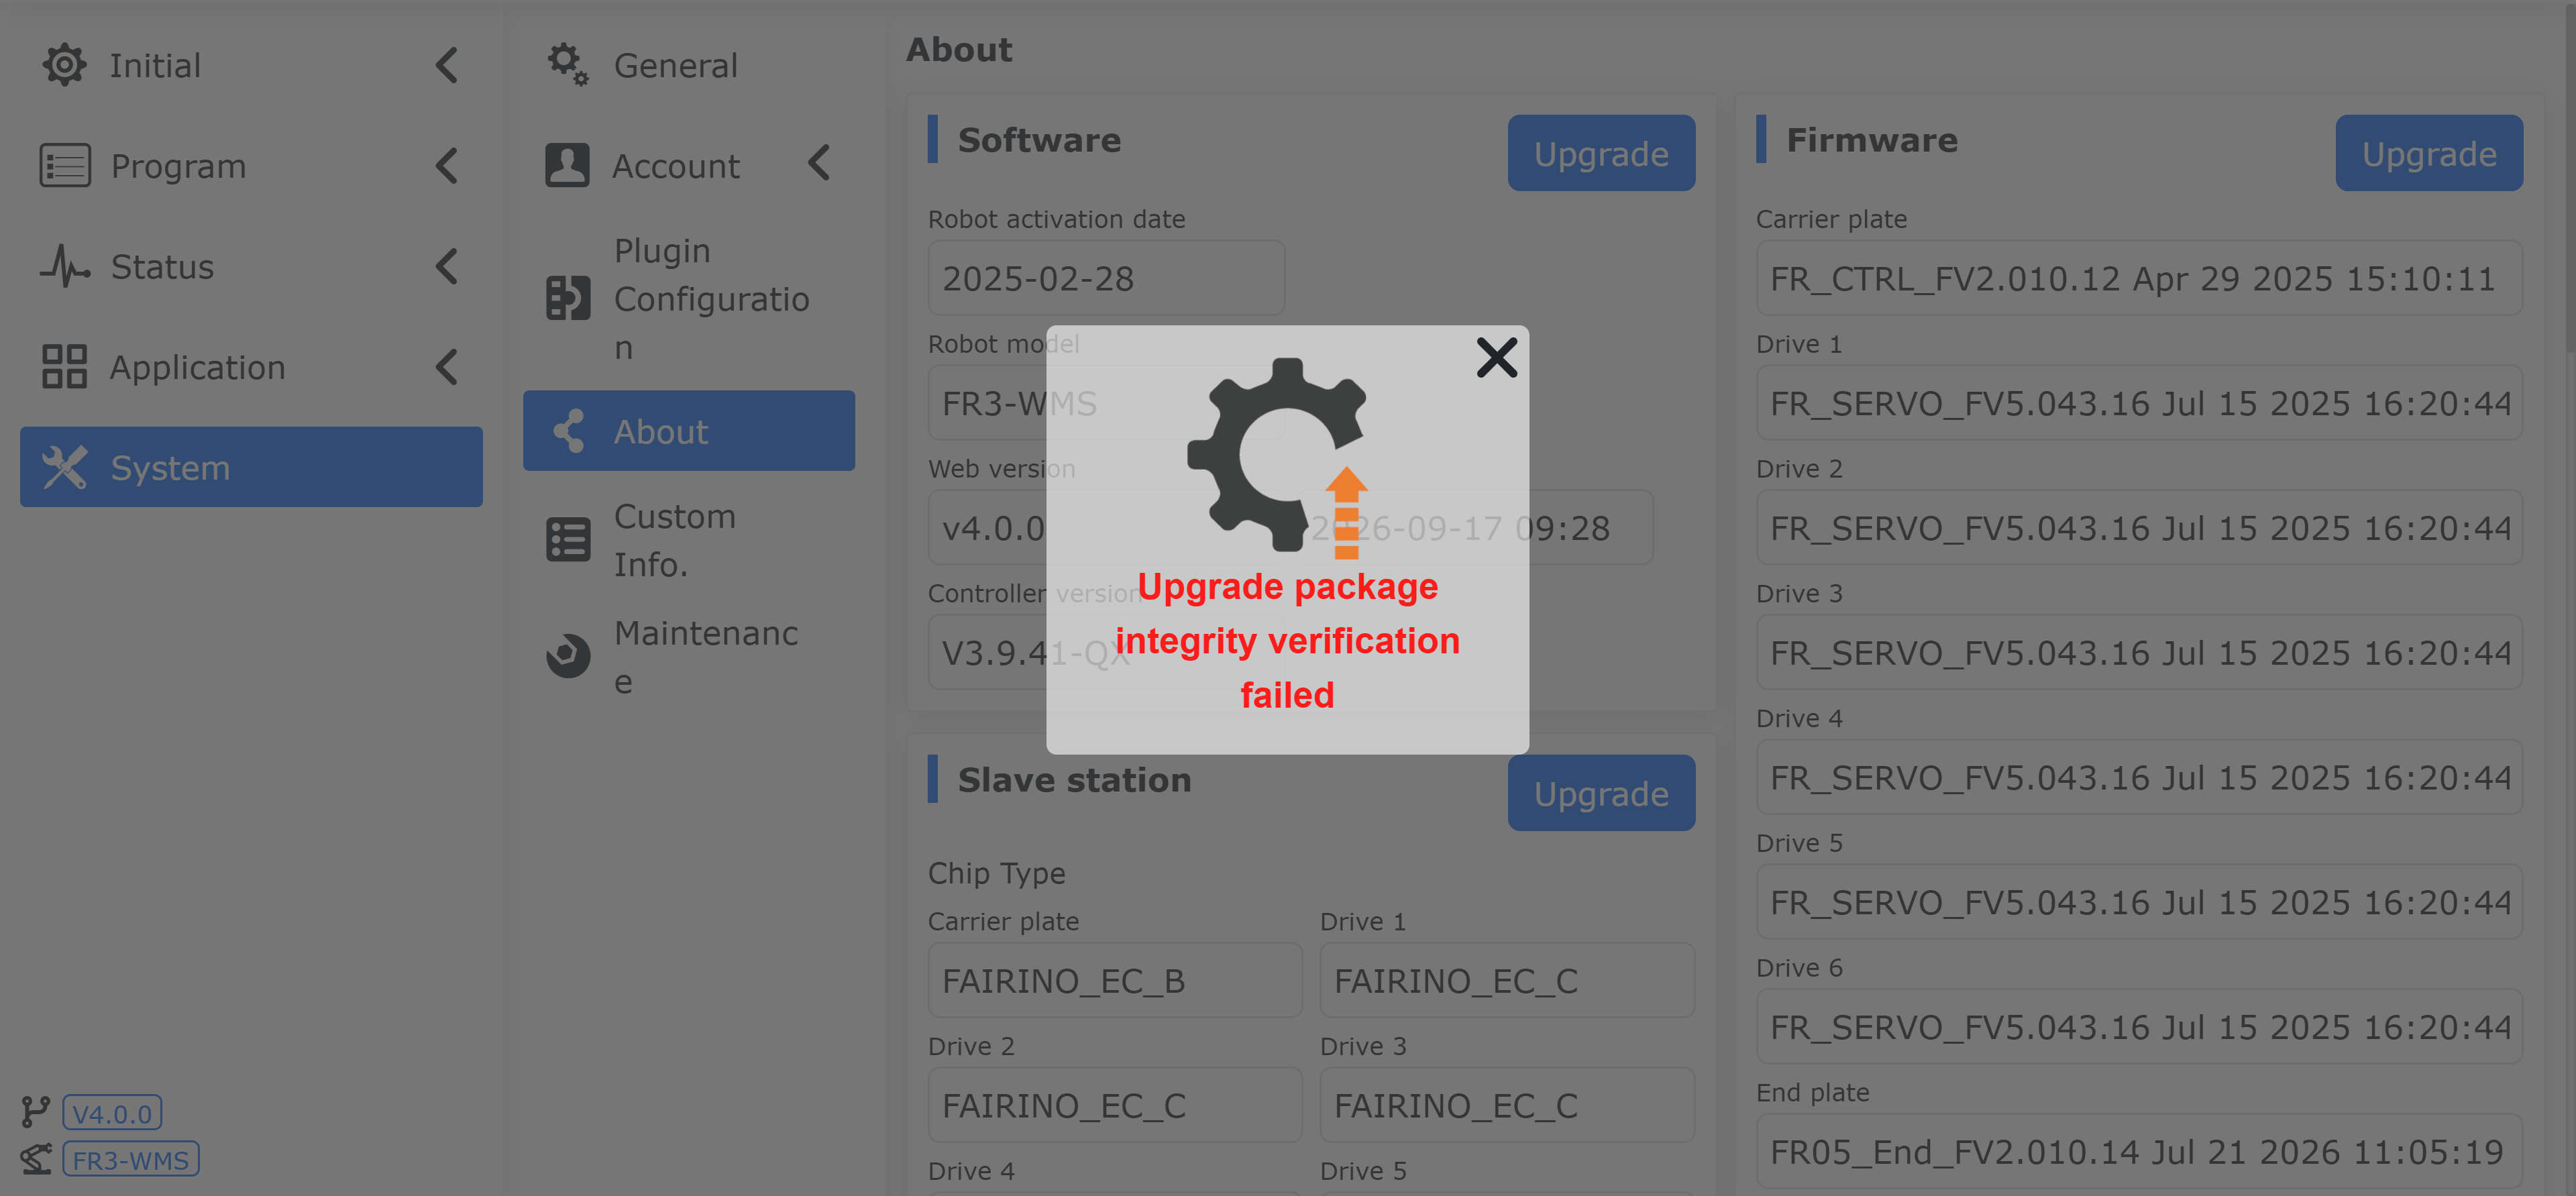 Initial
Program
Status
Application
System
V4.0.0
FR3-WMS
General
Account
Plugin
Configuratio
n
About
Custom
Info.
Maintenanc
e
About
Software
Upgrade
Robot activation date
2025-02-28
Robot model
FR3-WMS
Web version
v4.0.0
2026-09-17 09:28
Controller version
V3.9.41-QX
Upgrade package
integrity verification
failed
Slave station
Upgrade
Chip Type
Carrier plate
FAIRINO_EC_B
Drive 1
FAIRINO_EC_C
Drive 2
FAIRINO_EC_C
Drive 3
FAIRINO_EC_C
Drive 4
Drive 5
Firmware
Upgrade
Carrier plate
FR_CTRL_FV2.010.12 Apr 29 2025 15:10:11
Drive 1
FR_SERVO_FV5.043.16 Jul 15 2025 16:20:44
Drive 2
FR_SERVO_FV5.043.16 Jul 15 2025 16:20:44
Drive 3
FR_SERVO_FV5.043.16 Jul 15 2025 16:20:44
Drive 4
FR_SERVO_FV5.043.16 Jul 15 2025 16:20:44
Drive 5
FR_SERVO_FV5.043.16 Jul 15 2025 16:20:44
Drive 6
FR_SERVO_FV5.043.16 Jul 15 2025 16:20:44
End plate
FR05_End_FV2.010.14 Jul 21 2026 11:05:19